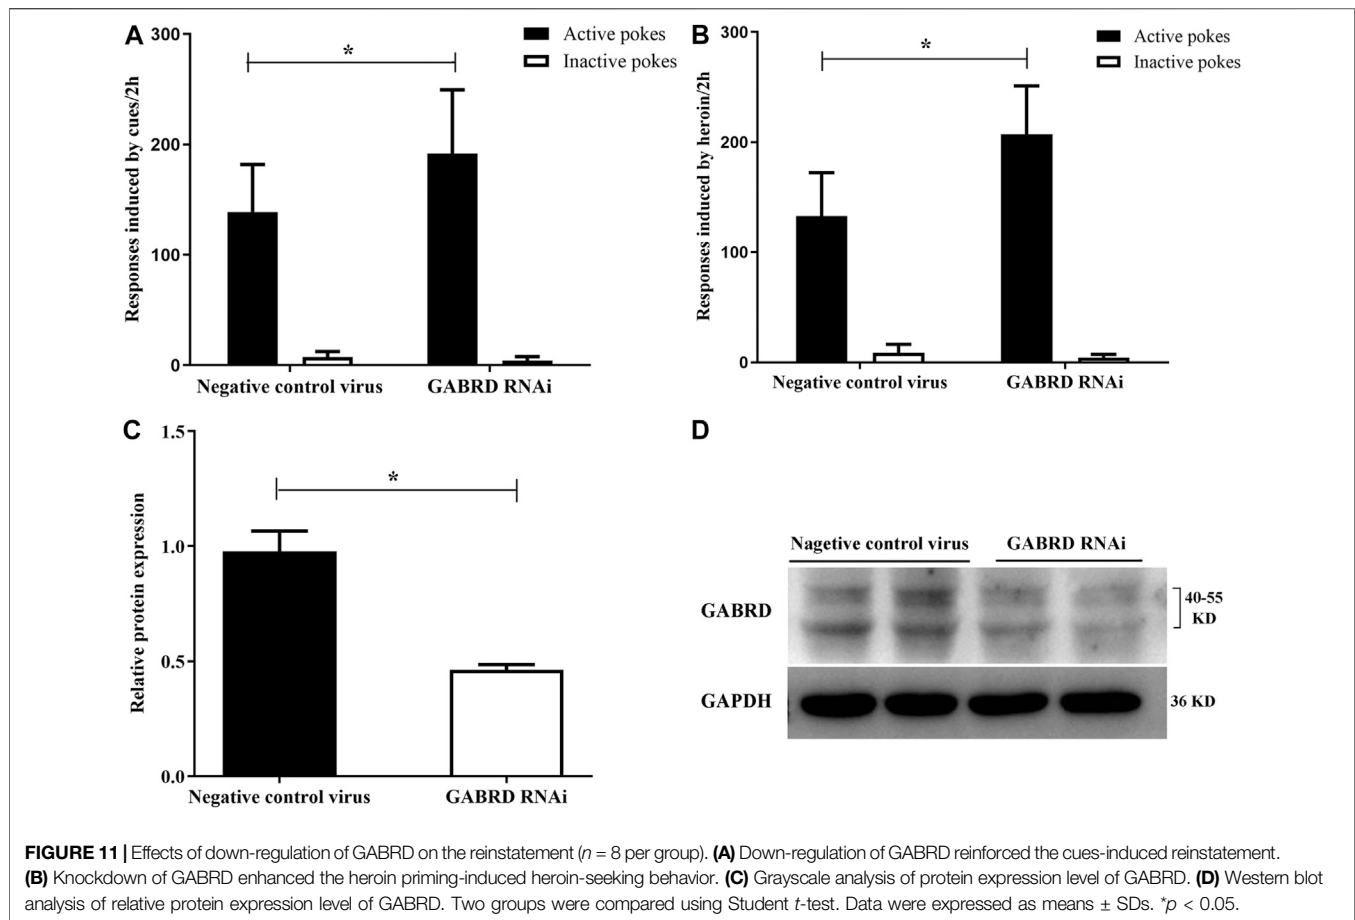 A
300
200
100
0
Responses induced by cues/2h
*
Active pokes
Inactive pokes
Negative control virus
GABRD RNAi
B
300
200
100
0
Responses induced by heroin/2h
*
Active pokes
Inactive pokes
Negative control virus
GABRD RNAi
C
1.5
1.0
0.5
0.0
Relative protein expression
*
Negative control virus
GABRD RNAi
D
Nagetive control virus
GABRD RNAi
GABRD
40-55
KD
GAPDH
36 KD
FIGURE 11 | Effects of down-regulation of GABRD on the reinstatement (n = 8 per group). (A) Down-regulation of GABRD reinforced the cues-induced reinstatement.
(B) Knockdown of GABRD enhanced the heroin priming-induced heroin-seeking behavior. (C) Grayscale analysis of protein expression level of GABRD. (D) Western blot
analysis of relative protein expression level of GABRD. Two groups were compared using Student t-test. Data were expressed as means ± SDs. *p < 0.05.